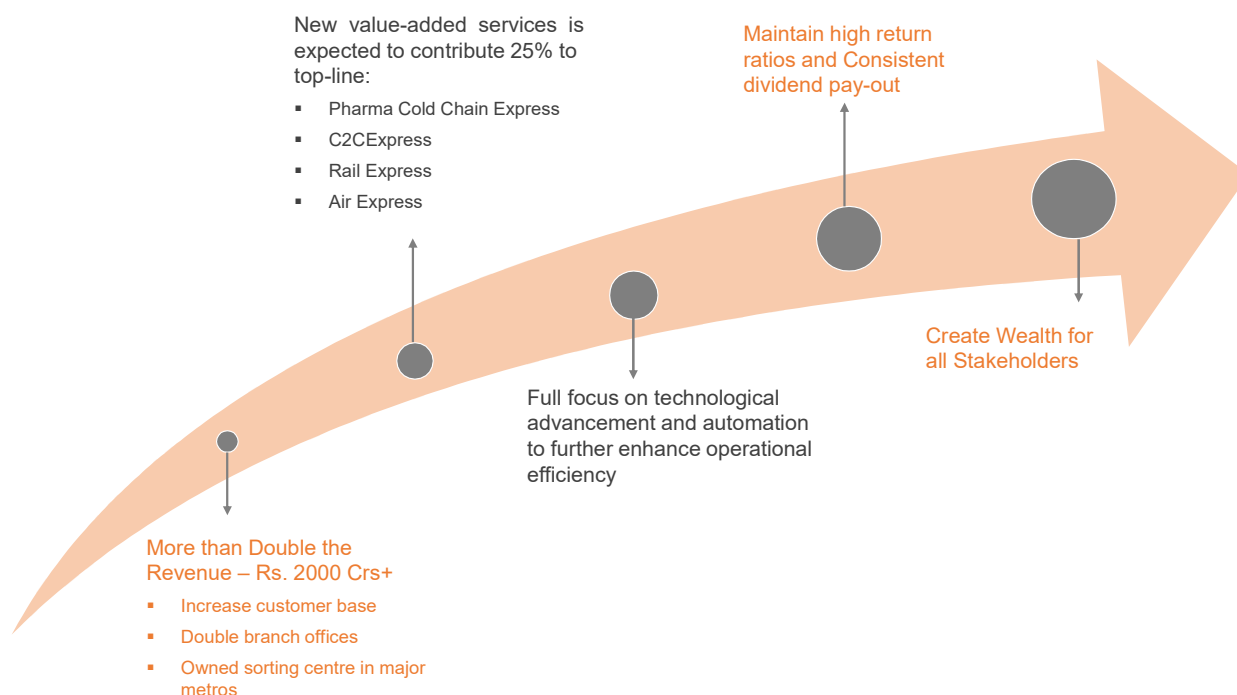 New value-added services is
expected to contribute 25% to
top-line:
▪ Pharma Cold Chain Express
▪ C2CExpress
▪ Rail Express
▪ Air Express
Maintain high return
ratios and Consistent
dividend pay-out
Create Wealth for
all Stakeholders
Full focus on technological
advancement and automation
to further enhance operational
efficiency
More than Double the
Revenue – Rs. 2000 Crs+
▪ Increase customer base
▪ Double branch offices
▪ Owned sorting centre in major
metros